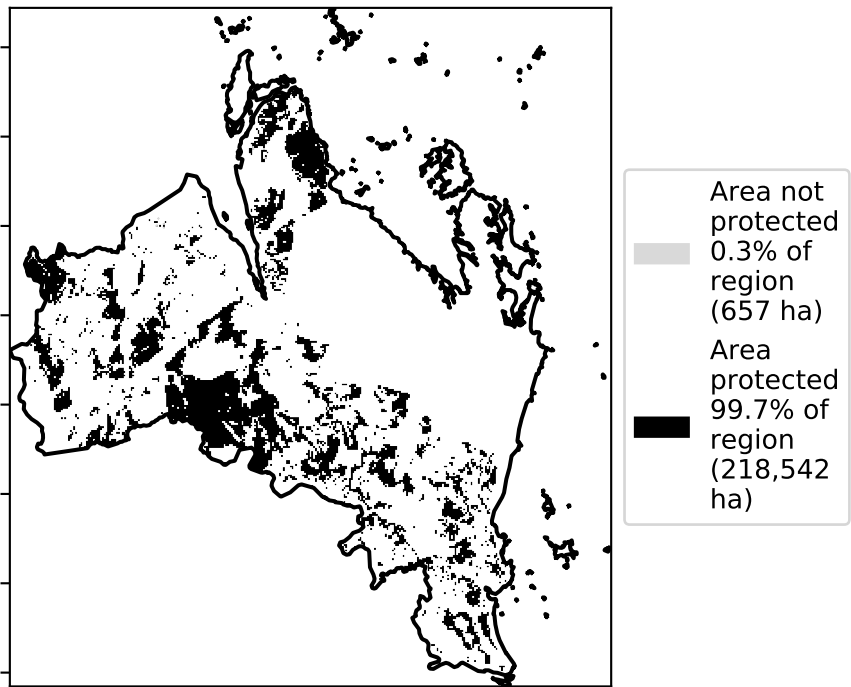 Area not
protected
0.3% of
region
(657 ha)
Area
protected
99.7% of
region
(218,542
ha)